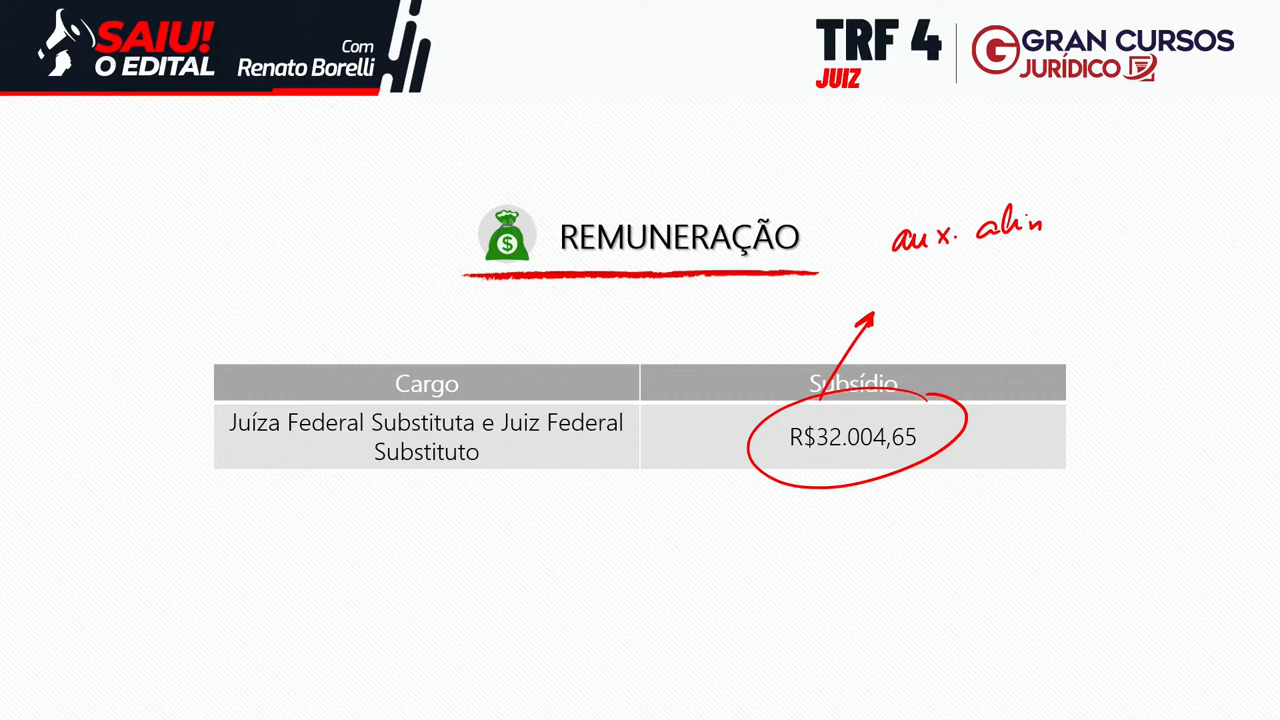 SAIU!
O EDITAL
Com
Renato Borelli
TRF 4
JUIZ
GRAN CURSOS
JURÍDICO
REMUNERAÇÃO
aux. alim
Cargo
Subsídio
Juíza Federal Substituta e Juiz Federal
Substituto
R$32.004,65